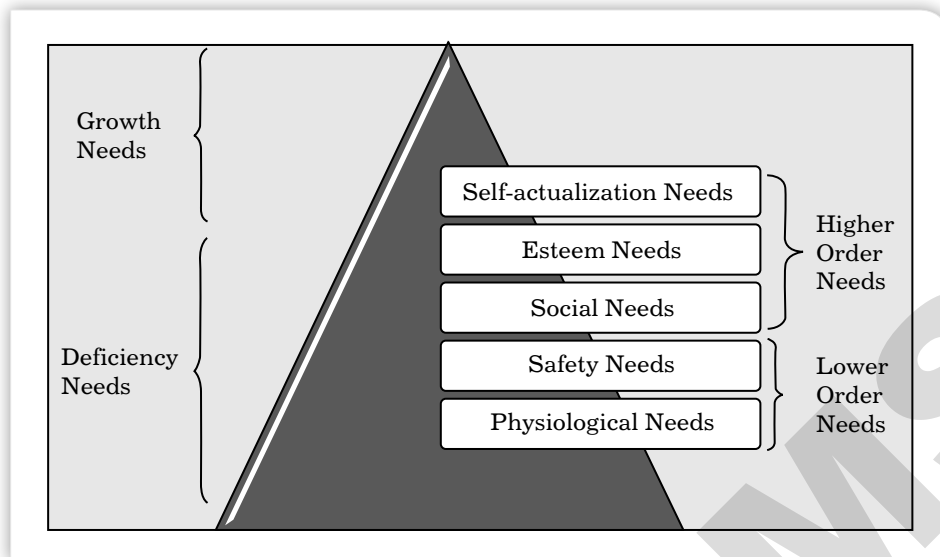 Growth
Needs
Deficiency
Needs
Self-actualization Needs
Esteem Needs
Social Needs
Safety Needs
Physiological Needs
Higher
Order
Needs
Lower
Order
Needs